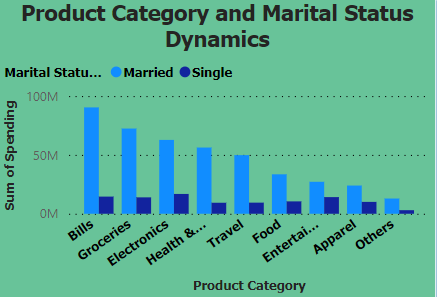 Product Category and Marital Status
Dynamics
Marital Statu... Married Single
Sum of Spending
100M
50M
0M
Bills
Groceries
Electronics
Health &...
Travel
Food
Entertai...
Apparel
Others
Product Category